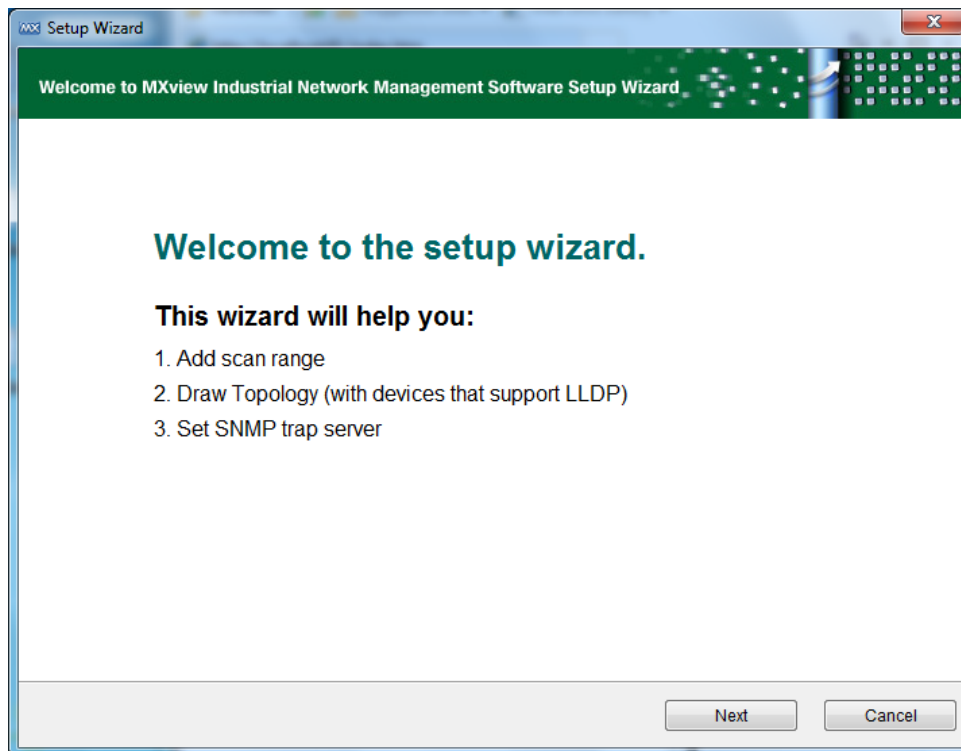 MX Setup Wizard
Welcome to MXview Industrial Network Management Software Setup Wizard
Welcome to the setup wizard.
This wizard will help you:
1. Add scan range
2. Draw Topology (with devices that support LLDP)
3. Set SNMP trap server
Next Cancel